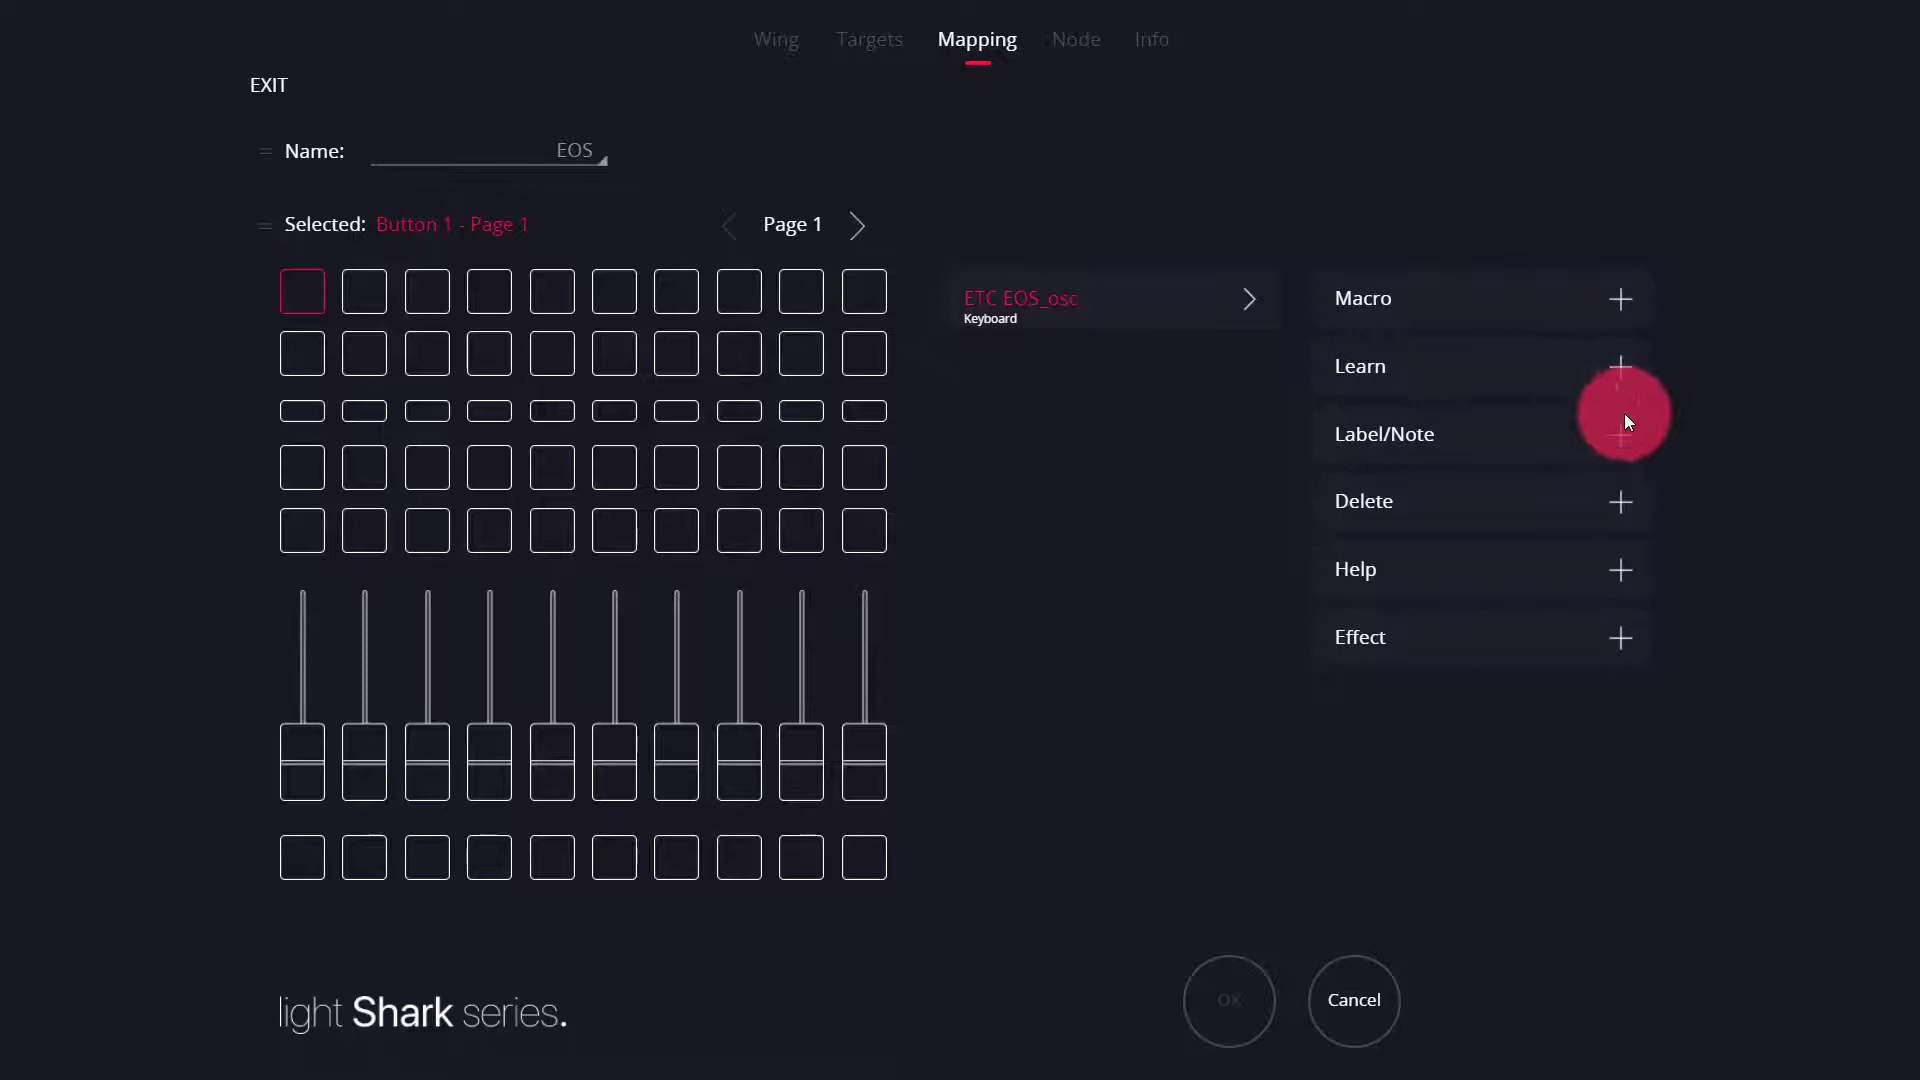 Wing Targets Mapping Node Info
EXIT
Name: EOS
Selected: Button 1 - Page 1
Page 1
ETC EOS_osc
Keyboard
Macro
Learn
Label/Note
Delete
Help
Effect
light Shark series.
OK
Cancel